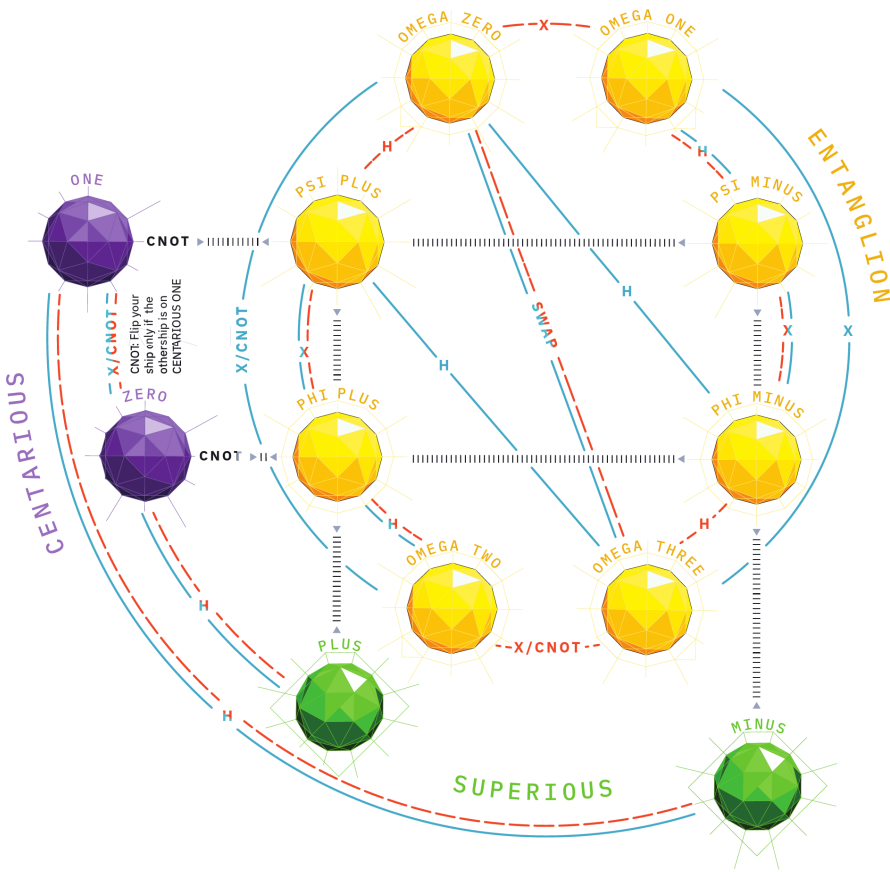 OMEGA ZERO
X
OMEGA ONE
H
H
ONE
PSI PLUS
PSI MINUS
ENTANGLION
CNOT
H
X/CNOT
CNOT: Flip your
ship only if the
othership is on
CENTARIOUS ONE
X/CNOT
X
SWAP
H
X
X
CENTARIOUS
ZERO
PHI PLUS
PHI MINUS
CNOT
H
H
OMEGA TWO
OMEGA THREE
H
PLUS
X/CNOT
H
MINUS
SUPERIOUS